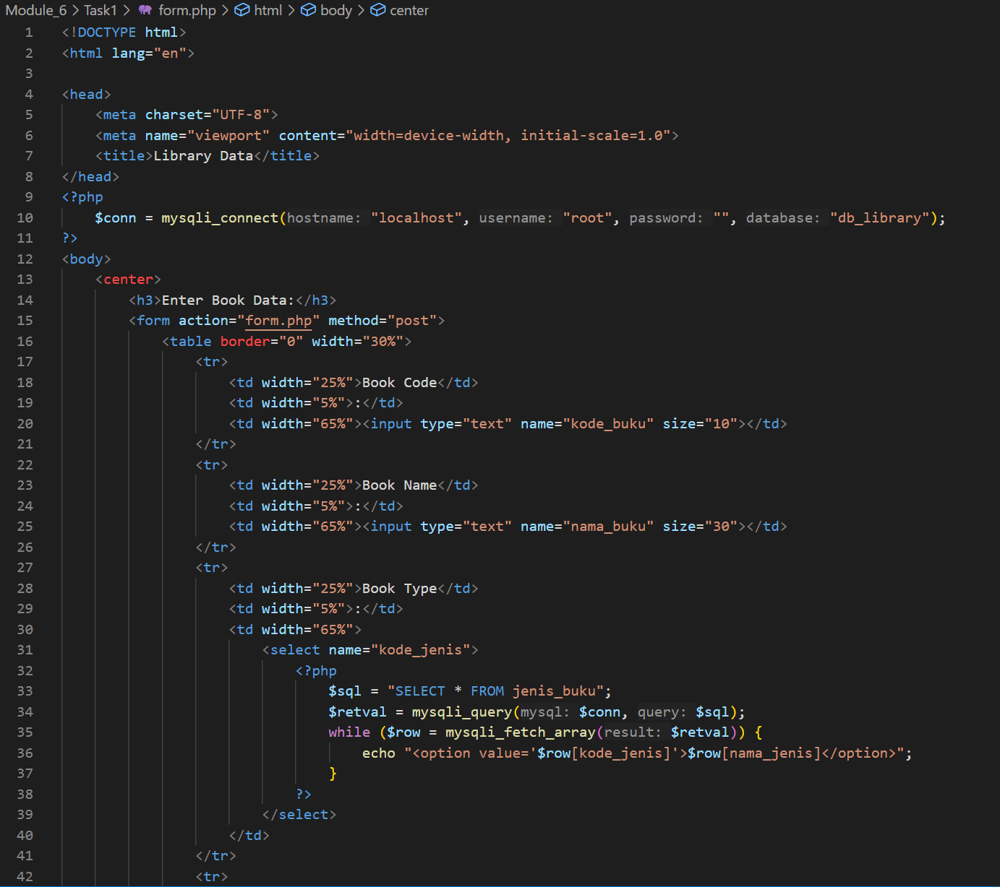 Module_6 > Task1 > form.php > html > body > center
1 <!DOCTYPE html>
2 <html lang="en">
3
4 <head>
5 <meta charset="UTF-8">
6 <meta name="viewport" content="width=device-width, initial-scale=1.0">
7 <title>Library Data</title>
8 </head>
9 <?php
10 $conn = mysqli_connect(hostname: "localhost", username: "root", password: "", database: "db_library");
11 ?>
12 <body>
13 <center>
14 <h3>Enter Book Data:</h3>
15 <form action="form.php" method="post">
16 <table border="0" width="30%">
17 <tr>
18 <td width="25%">Book Code</td>
19 <td width="5%">:</td>
20 <td width="65%"><input type="text" name="kode_buku" size="10"></td>
21 </tr>
22 <tr>
23 <td width="25%">Book Name</td>
24 <td width="5%">:</td>
25 <td width="65%"><input type="text" name="nama_buku" size="30"></td>
26 </tr>
27 <tr>
28 <td width="25%">Book Type</td>
29 <td width="5%">:</td>
30 <td width="65%">
31 <select name="kode_jenis">
32 <?php
33 $sql = "SELECT * FROM jenis_buku";
34 $retval = mysqli_query(mysql: $conn, query: $sql);
35 while ($row = mysqli_fetch_array(result: $retval)) {
36 echo "<option value='$row[kode_jenis]'>$row[nama_jenis]</option>";
37 }
38 ?>
39 </select>
40 </td>
41 </tr>
42 <tr>